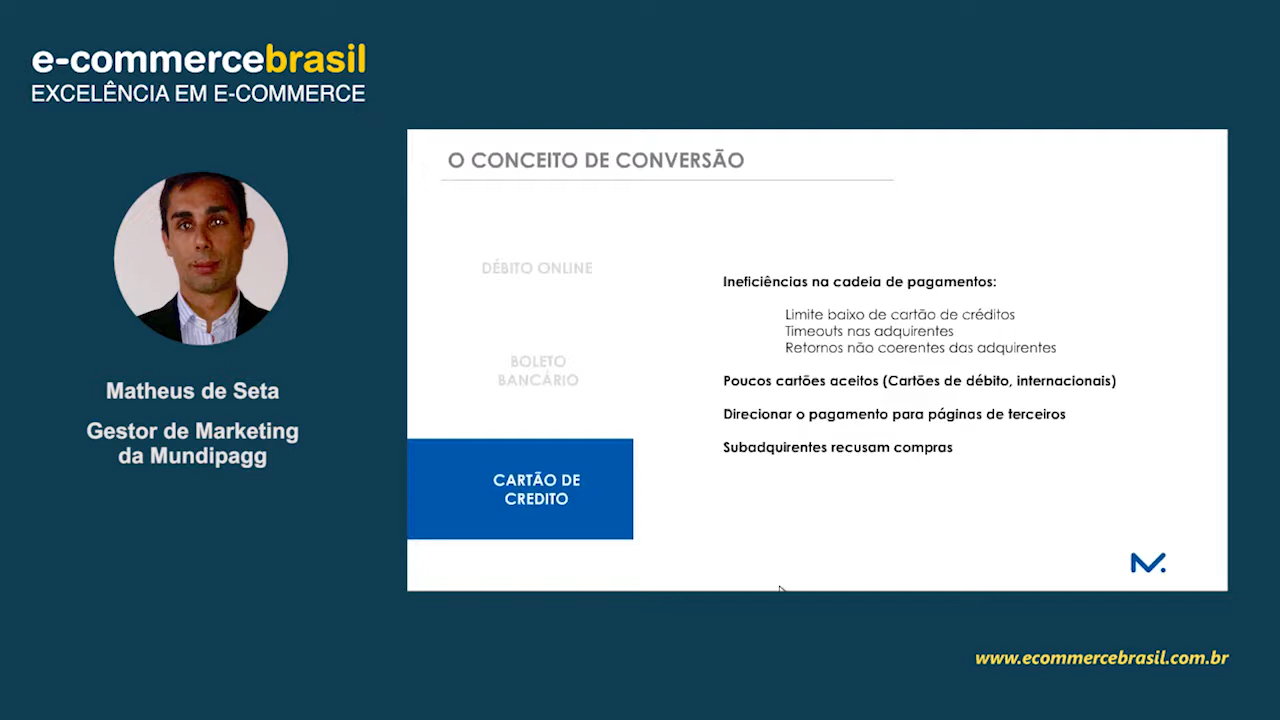 e-commercebrasil
EXCELÊNCIA EM E-COMMERCE
Matheus de Seta
Gestor de Marketing
da Mundipagg
O CONCEITO DE CONVERSÃO
DÉBITO ONLINE
BOLETO
BANCÁRIO
CARTÃO DE
CREDITO
Ineficiências na cadeia de pagamentos:
Limite baixo de cartão de créditos
Timeouts nas adquirentes
Retornos não coerentes das adquirentes
Poucos cartões aceitos (Cartões de débito, internacionais)
Direcionar o pagamento para páginas de terceiros
Subadquirentes recusam compras
www.ecommercebrasil.com.br